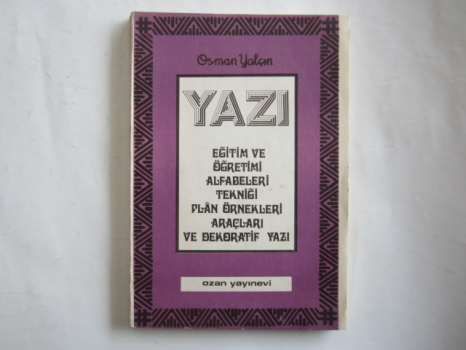 Osman Yalçın
YAZI
EĞİTİM VE
ÖĞRETİMİ
ALFABELERİ
TEKNİĞİ
PLÂN ÖRNEKLERİ
ARAÇLARI
VE DEKORATİF YAZI
ozan yayınevi